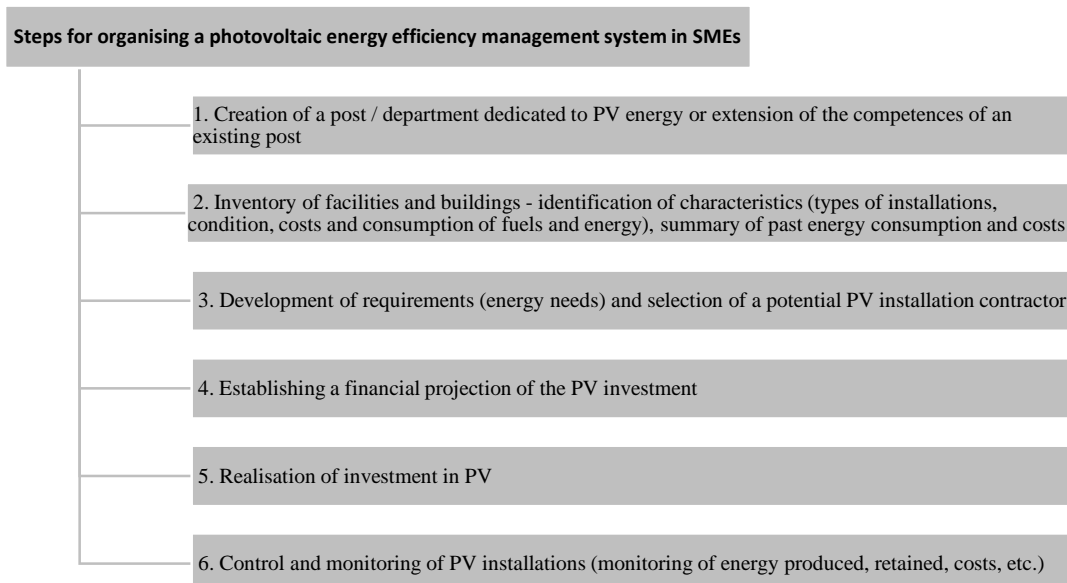 Steps for organising a photovoltaic energy efficiency management system in SMEs
1. Creation of a post / department dedicated to PV energy or extension of the competences of an
existing post
2. Inventory of facilities and buildings - identification of characteristics (types of installations,
condition, costs and consumption of fuels and energy), summary of past energy consumption and costs
3. Development of requirements (energy needs) and selection of a potential PV installation contractor
4. Establishing a financial projection of the PV investment
5. Realisation of investment in PV
6. Control and monitoring of PV installations (monitoring of energy produced, retained, costs, etc.)